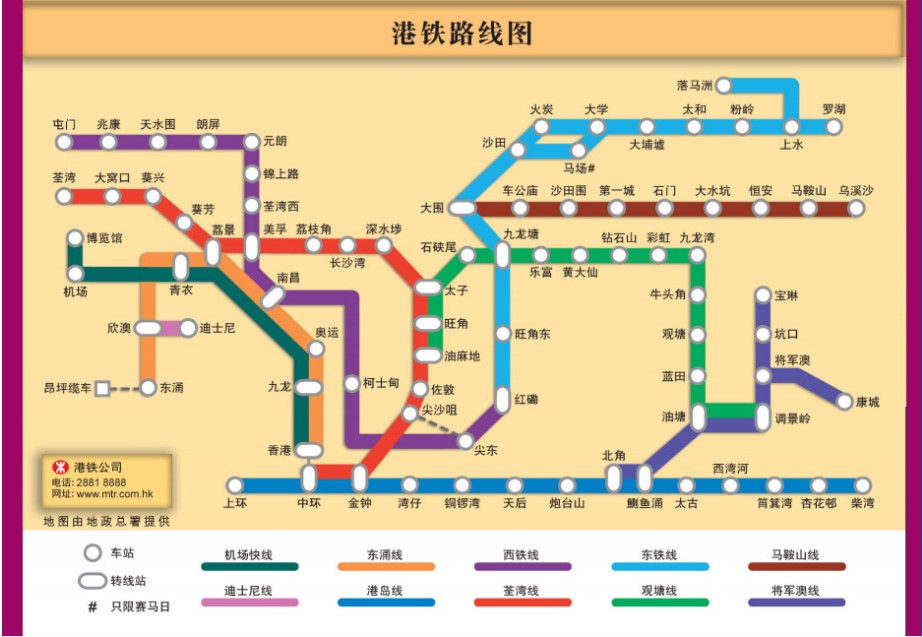 港铁路线图
落马洲
火炭
大学
太和
粉岭
罗湖
沙田
马场#
大埔墟
上水
屯门
兆康
天水围
朗屏
元朗
锦上路
荃湾西
荃湾
大窝口
葵兴
葵芳
荔景
美孚
荔枝角
长沙湾
深水埗
大围
车公庙
沙田围
第一城
石门
大水坑
恒安
马鞍山
乌溪沙
博览馆
机场
青衣
南昌
石硖尾
九龙塘
乐富
黄大仙
钻石山
彩虹
九龙湾
太子
旺角
油麻地
牛头角
宝琳
欣澳
迪士尼
奥运
旺角东
观塘
坑口
昂坪缆车
东涌
九龙
柯士甸
佐敦
尖沙咀
红磡
蓝田
将军澳
康城
油塘
调景岭
香港
尖东
北角
西湾河
上环
中环
金钟
湾仔
铜锣湾
天后
炮台山
鲗鱼涌
太古
筲箕湾
杏花邨
柴湾
港铁公司
电话: 2881 8888
网址: www.mtr.com.hk
地图由地政总署提供
车站
转线站
# 只限赛马日
机场快线
东涌线
西铁线
东铁线
马鞍山线
迪士尼线
港岛线
荃湾线
观塘线
将军澳线